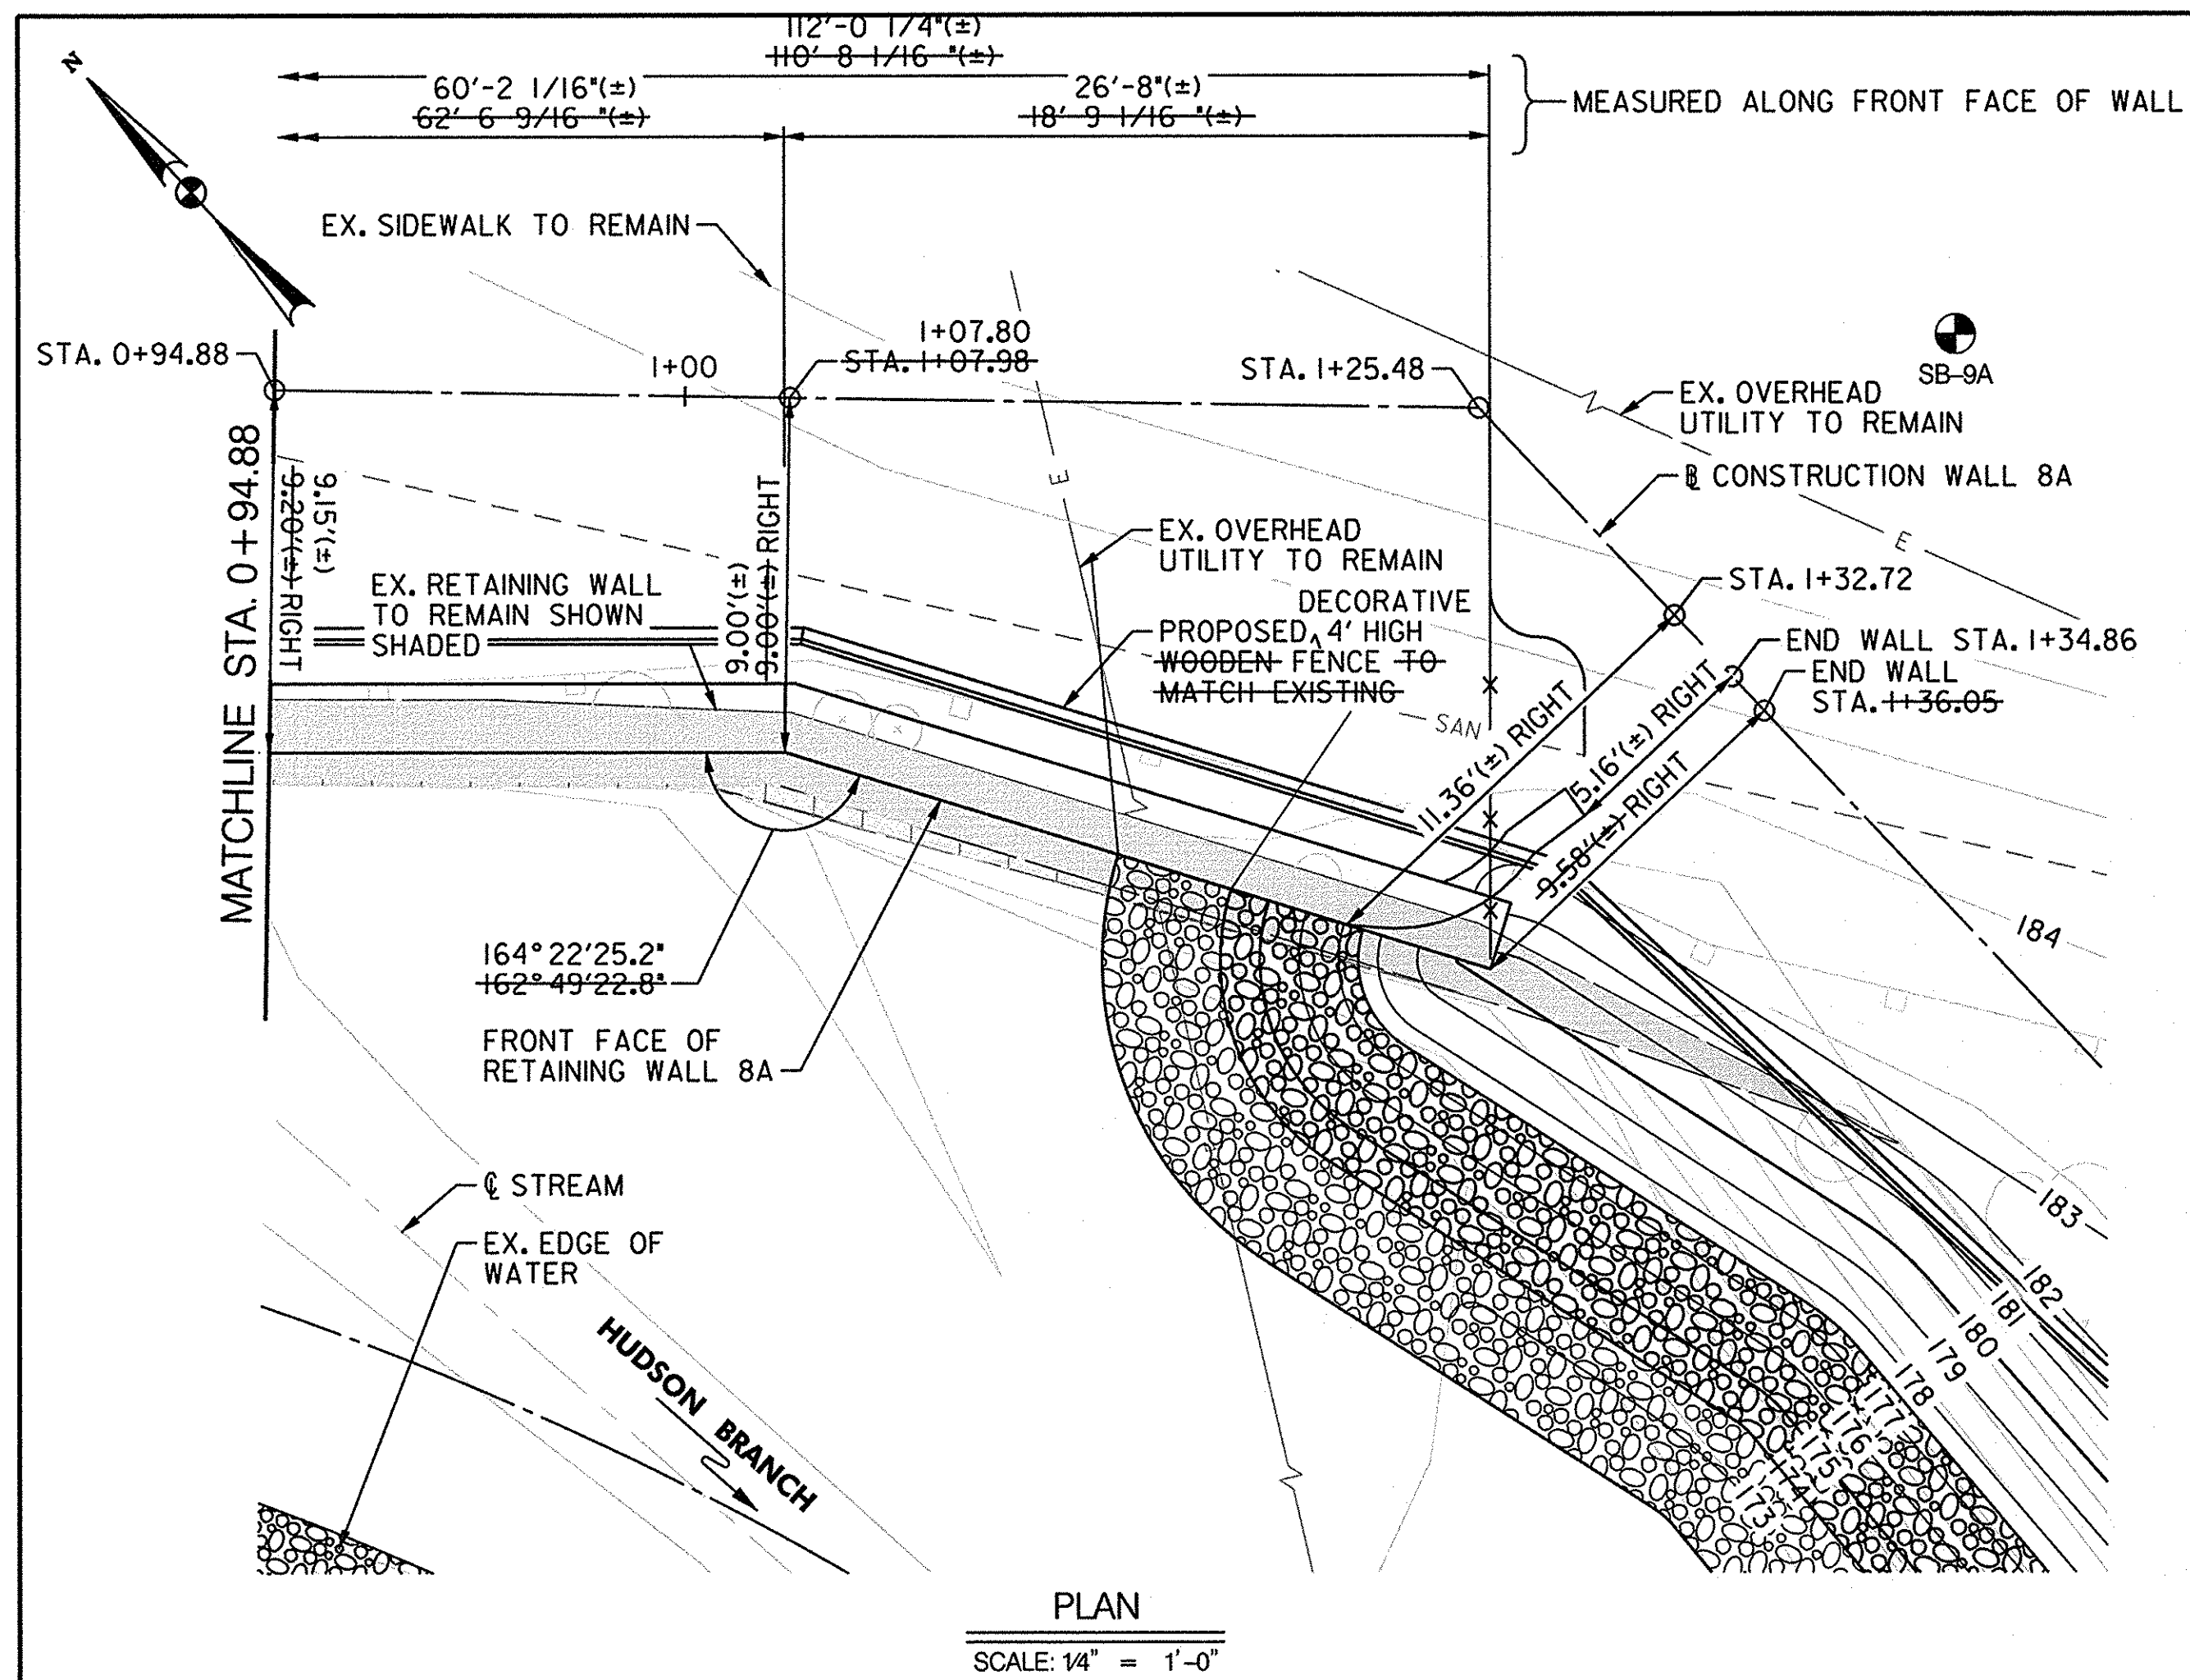 112'-0 1/4"(±)
110'-8-1/16-"(±)
60'-2 1/16"(±)
62'-6-9/16-"(±)
26'-8"(±)
18'-9-1/16-"(±)
MEASURED ALONG FRONT FACE OF WALL
N
EX. SIDEWALK TO REMAIN
STA. 0+94.88
1+00
1+07.80
STA. 1+07.98
STA. 1+25.48
SB-9A
EX. OVERHEAD
UTILITY TO REMAIN
℄ CONSTRUCTION WALL 8A
E
E
MATCHLINE STA. 0+94.88
9.15'(±)
9.20'(±) RIGHT
9.00'(±)
9.00'(±) RIGHT
EX. RETAINING WALL
TO REMAIN SHOWN
SHADED
EX. OVERHEAD
UTILITY TO REMAIN
DECORATIVE
PROPOSED 4' HIGH
WOODEN FENCE TO
MATCH EXISTING
SAN
STA. 1+32.72
END WALL STA. 1+34.86
END WALL
STA. 1+36.05
11.36'(±) RIGHT
15.16'(±) RIGHT
9.58'(±) RIGHT
164°22'25.2"
162°49'22.8"
FRONT FACE OF
RETAINING WALL 8A
℄ STREAM
EX. EDGE OF
WATER
HUDSON BRANCH
184
183
182
181
180
179
178
177
176
175
174
173
PLAN
SCALE: 1/4" = 1'-0"